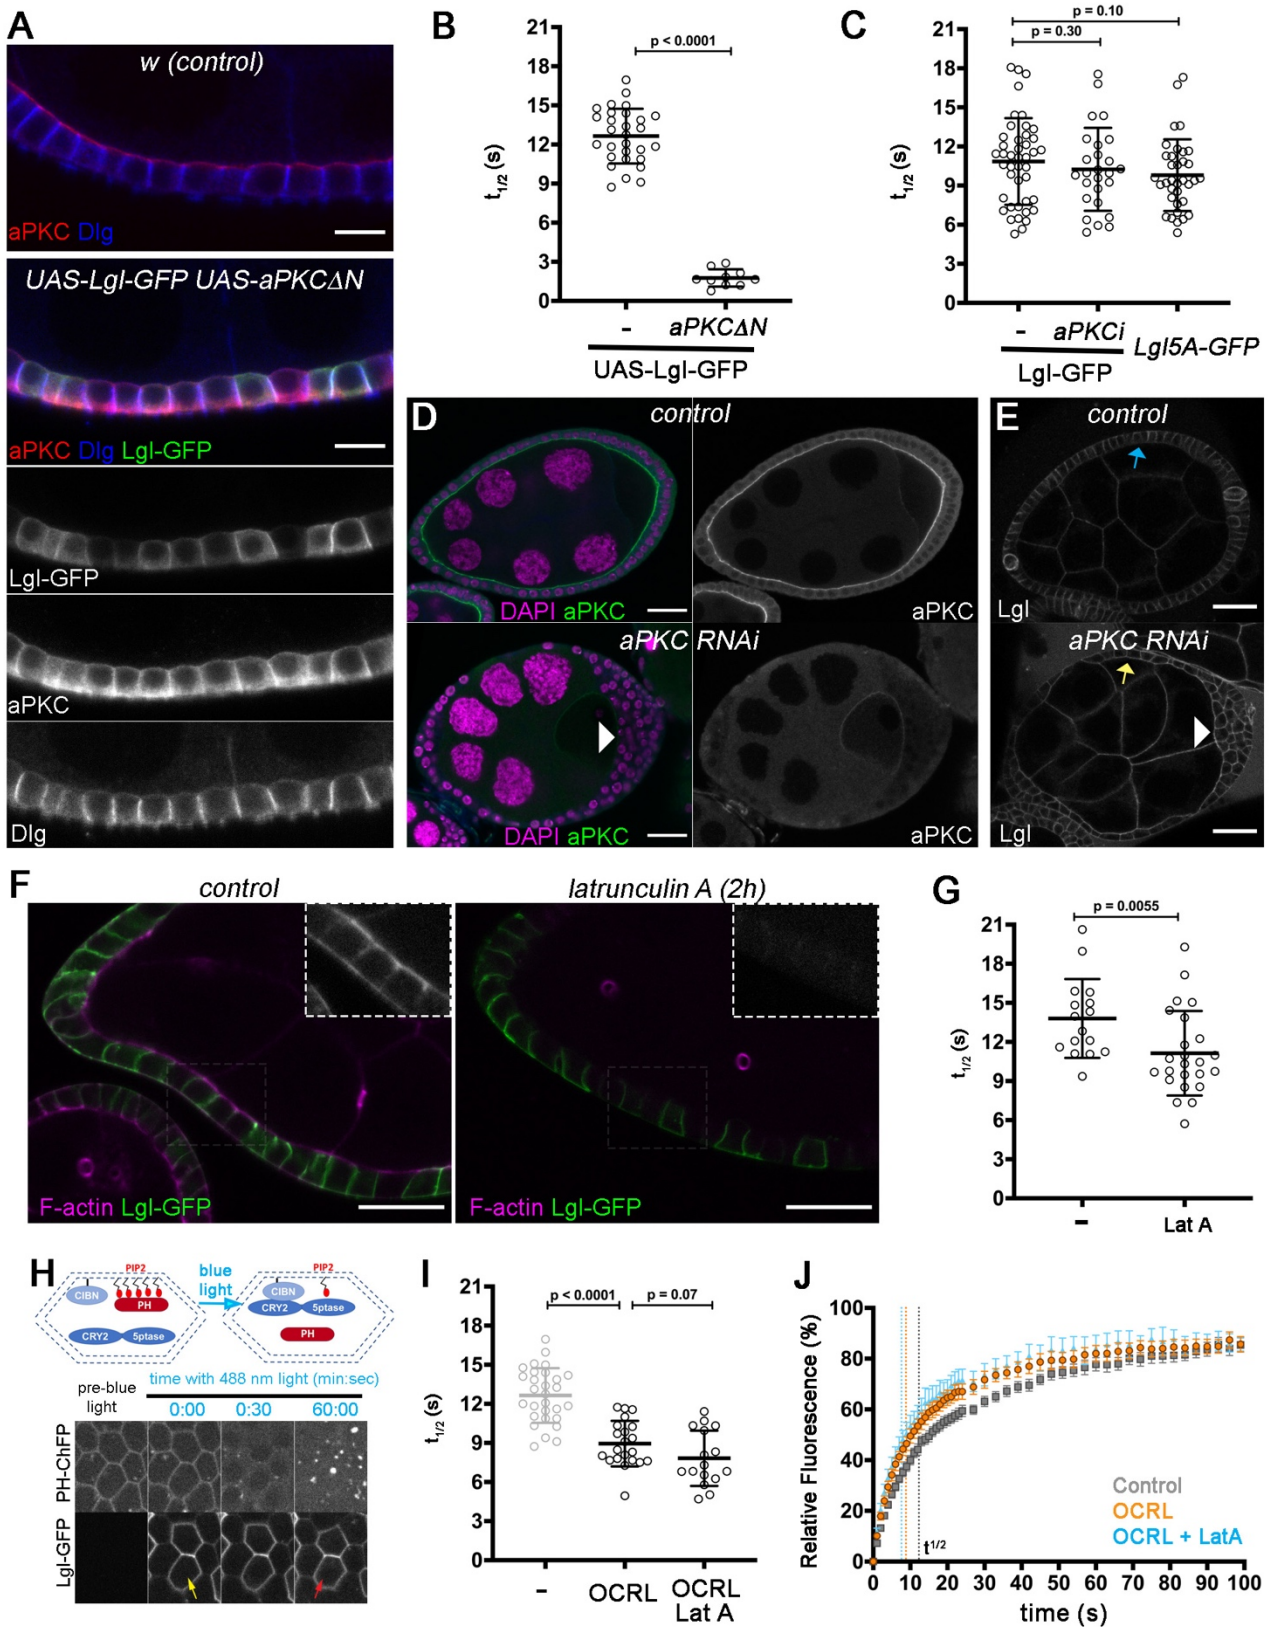 A
w (control)
aPKC Dlg
UAS-Lgl-GFP UAS-aPKCΔN
aPKC Dlg Lgl-GFP
Lgl-GFP
aPKC
Dlg
B
p < 0.0001
21
18
15
12
9
6
3
0
t1/2 (s)
- aPKCΔN
UAS-Lgl-GFP
C
p = 0.10
p = 0.30
21
18
15
12
9
6
3
0
t1/2 (s)
- aPKCi Lgl5A-GFP
Lgl-GFP
D
control
DAPI aPKC
aPKC
aPKC RNAi
DAPI aPKC
aPKC
E
control
Lgl
aPKC RNAi
Lgl
F
control
latrunculin A (2h)
F-actin Lgl-GFP
F-actin Lgl-GFP
G
p = 0.0055
21
18
15
12
9
6
3
0
t1/2 (s)
- Lat A
H
PIP2
CIBN
PH
CRY2 5ptase
blue
light
PIP2
CIBN
CRY2 5ptase
PH
time with 488 nm light (min:sec)
pre-blue
light
0:00 0:30 60:00
PH-ChFP
Lgl-GFP
I
p < 0.0001 p = 0.07
21
18
15
12
9
6
3
0
t1/2 (s)
- OCRL OCRL
Lat A
J
100
80
60
40
20
0
Relative Fluorescence (%)
Control
OCRL
OCRL + LatA
t1/2
0 10 20 30 40 50 60 70 80 90 100
time (s)